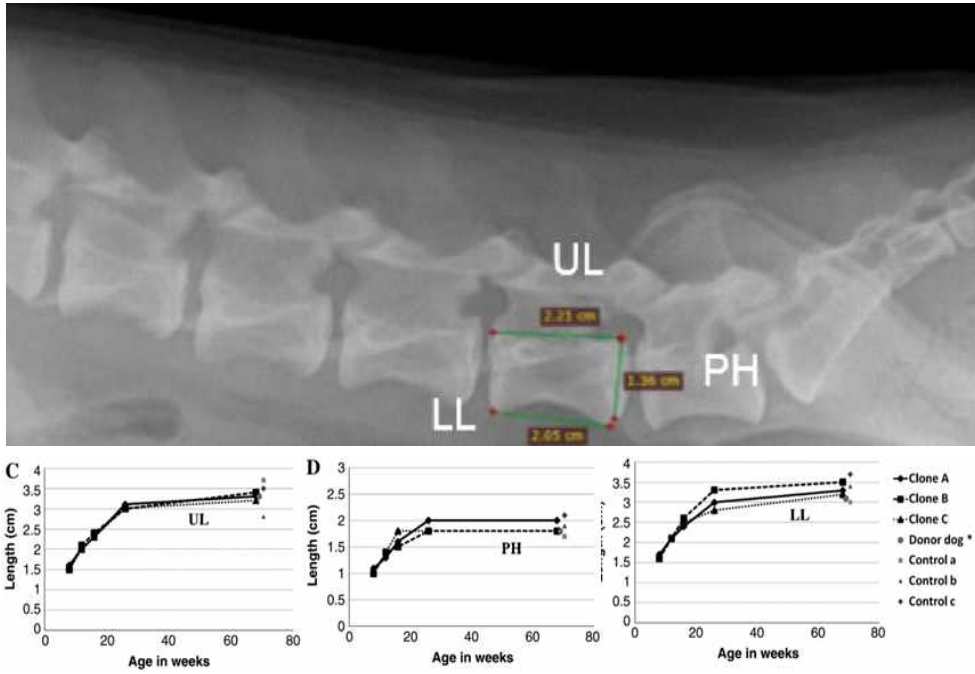 UL
2.21 cm
1.36 cm
PH
LL
2.05 cm
C
4
3.5
3
2.5
2
1.5
1
0.5
0
Length (cm)
UL
0 20 40 60 80
Age in weeks
D
3
2.5
2
1.5
1
0.5
0
Length (cm)
PH
0 20 40 60 80
Age in weeks
4
3.5
3
2.5
2
1.5
1
0.5
0
LL
0 20 40 60 80
Age in weeks
Clone A
Clone B
Clone C
Donor dog *
Control a
Control b
Control c